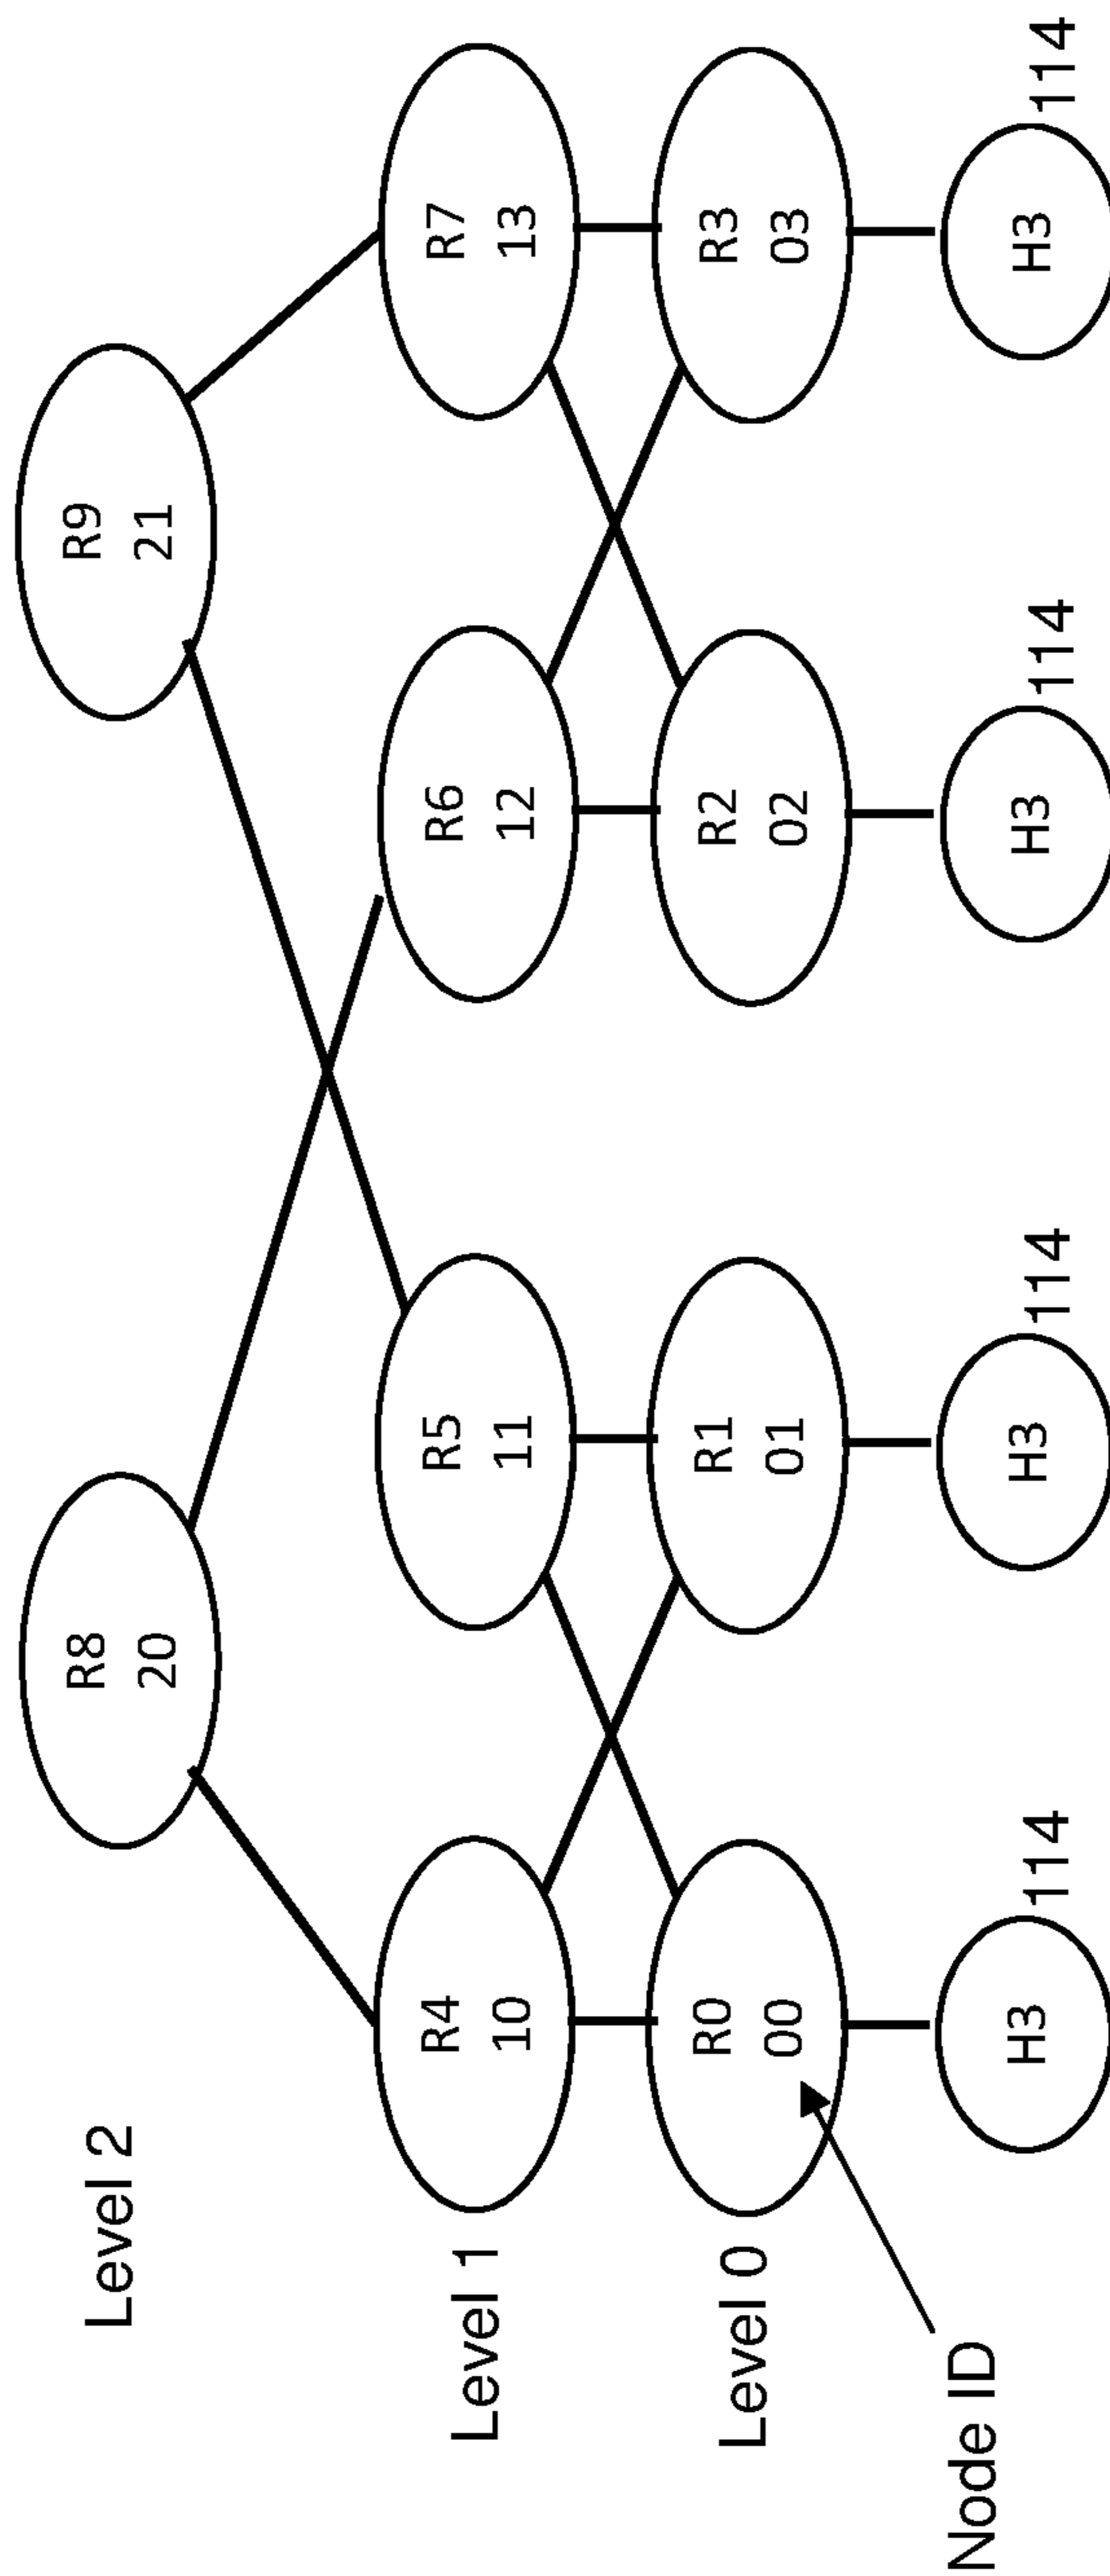 R8
20
R9
21
Level 2
R4
10
R5
11
R6
12
R7
13
Level 1
R0
00
R1
01
R2
02
R3
03
Level 0
H3
114
H3
114
H3
114
H3
114
Node ID